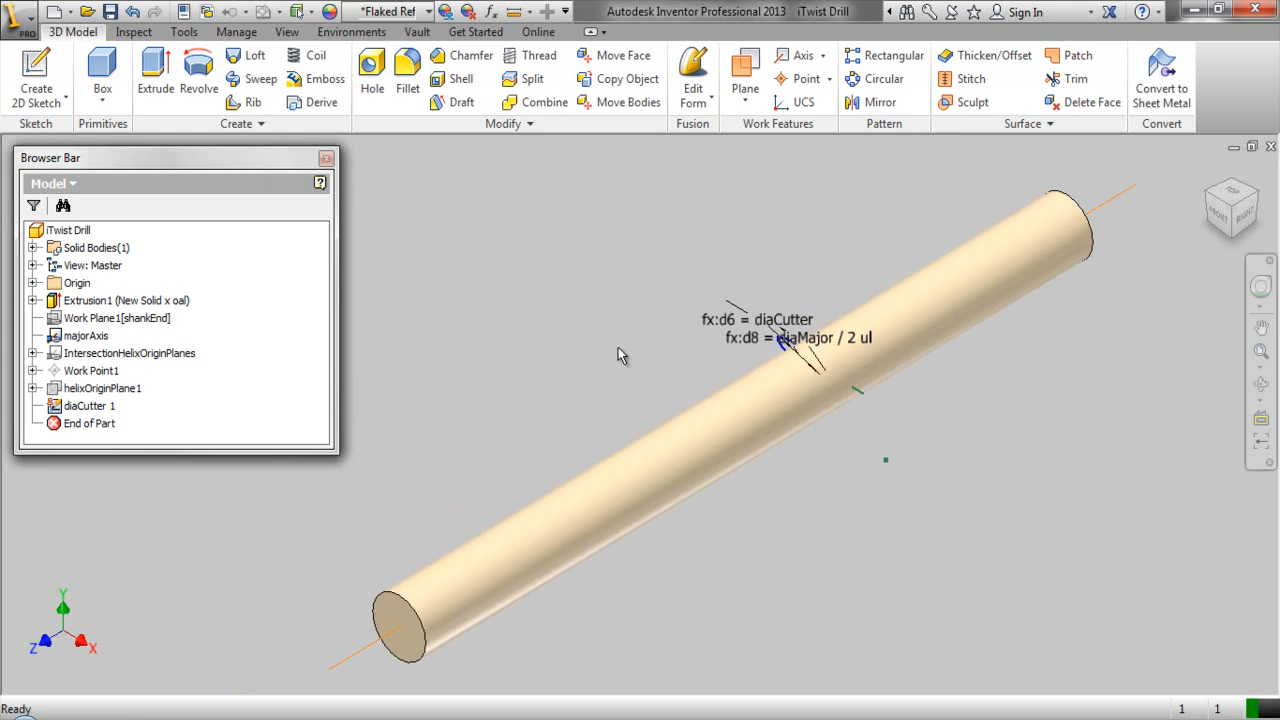 *Flaked Ref
Autodesk Inventor Professional 2013 iTwist Drill
Sign In
PRO
3D Model Inspect Tools Manage View Environments Vault Get Started Online
Create
2D Sketch
Box
Extrude
Revolve
Loft
Sweep
Rib
Coil
Emboss
Derive
Hole
Fillet
Chamfer
Shell
Draft
Thread
Split
Combine
Move Face
Copy Object
Move Bodies
Edit
Form
Plane
Axis
Point
UCS
Rectangular
Circular
Mirror
Thicken/Offset
Stitch
Sculpt
Patch
Trim
Delete Face
Convert to
Sheet Metal
Sketch Primitives Create Modify Fusion Work Features Pattern Surface Convert
Browser Bar
Model
iTwist Drill
Solid Bodies(1)
View: Master
Origin
Extrusion1 (New Solid x oal)
Work Plane1[shankEnd]
majorAxis
IntersectionHelixOriginPlanes
Work Point1
helixOriginPlane1
diaCutter 1
End of Part
fx:d6 = diaCutter
fx:d8 = diaMajor / 2 ul
FRONT RIGHT
Y
Z X
Ready 1 1